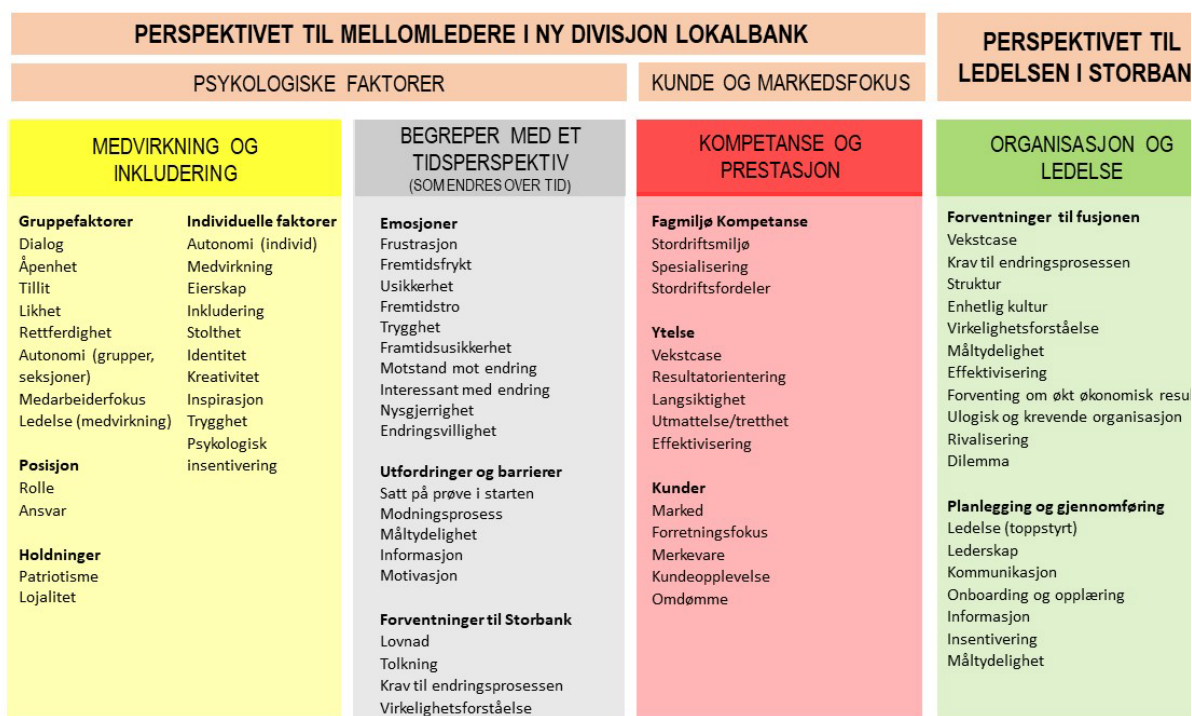 PERSPEKTIVET TIL MELLOMLEDERE I NY DIVISJON LOKALBANK
PSYKOLOGISKE FAKTORER
KUNDE OG MARKEDSFOKUS
PERSPEKTIVET TIL
LEDELSEN I STORBAN
MEDVIRKNING OG
INKLUDERING
Gruppefaktorer
Dialog
Åpenhet
Tillit
Likhet
Rettferdighet
Autonomi (grupper,
seksjoner)
Medarbeiderfokus
Ledelse (medvirkning)
Posisjon
Rolle
Ansvar
Holdninger
Patriotisme
Lojalitet
Individuelle faktorer
Autonomi (individ)
Medvirkning
Eierskap
Inkludering
Stolthet
Identitet
Kreativitet
Inspirasjon
Trygghet
Psykologisk
insentivering
BEGREPER MED ET
TIDSPERSPEKTIV
(SOM ENDRES OVER TID)
Emosjoner
Frustrasjon
Fremtidsfrykt
Usikkerhet
Fremtidstro
Trygghet
Framtidsusikkerhet
Motstand mot endring
Interessant med endring
Nysgjerrighet
Endringsvillighet
Utfordringer og barrierer
Satt på prøve i starten
Modningsprosess
Måltydelighet
Informasjon
Motivasjon
Forventninger til Storbank
Lovnad
Tolkning
Krav til endringsprosessen
Virkelighetsforståelse
KOMPETANSE OG
PRESTASJON
Fagmiljø Kompetanse
Stordriftsmiljø
Spesialisering
Stordriftsfordeler
Ytelse
Vekstcase
Resultatorientering
Langsiktighet
Utmattelse/tretthet
Effektivisering
Kunder
Marked
Forretningsfokus
Merkevare
Kundeopplevelse
Omdømme
ORGANISASJON OG
LEDELSE
Forventninger til fusjonen
Vekstcase
Krav til endringsprosessen
Struktur
Enhetlig kultur
Virkelighetsforståelse
Måltydelighet
Effektivisering
Forventing om økt økonomisk resul
Ulogisk og krevende organisasjon
Rivalisering
Dilemma
Planlegging og gjennomføring
Ledelse (toppstyrt)
Lederskap
Kommunikasjon
Onboarding og opplæring
Informasjon
Insentivering
Måltydelighet